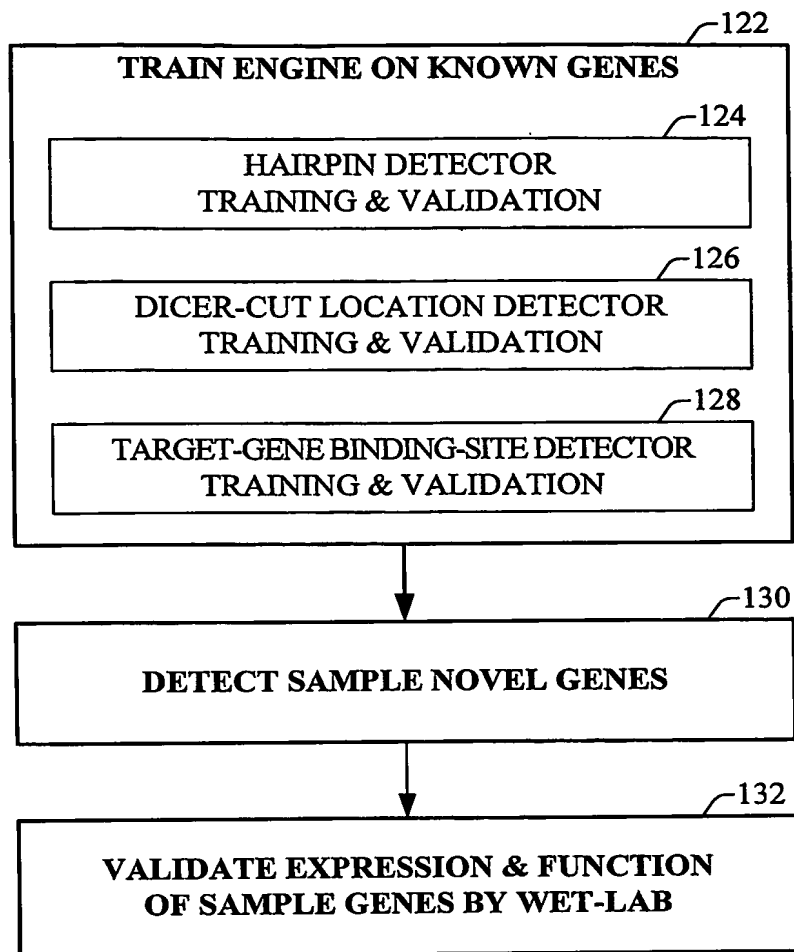 122
TRAIN ENGINE ON KNOWN GENES
124
HAIRPIN DETECTOR
TRAINING & VALIDATION
126
DICER-CUT LOCATION DETECTOR
TRAINING & VALIDATION
128
TARGET-GENE BINDING-SITE DETECTOR
TRAINING & VALIDATION
130
DETECT SAMPLE NOVEL GENES
132
VALIDATE EXPRESSION & FUNCTION
OF SAMPLE GENES BY WET-LAB